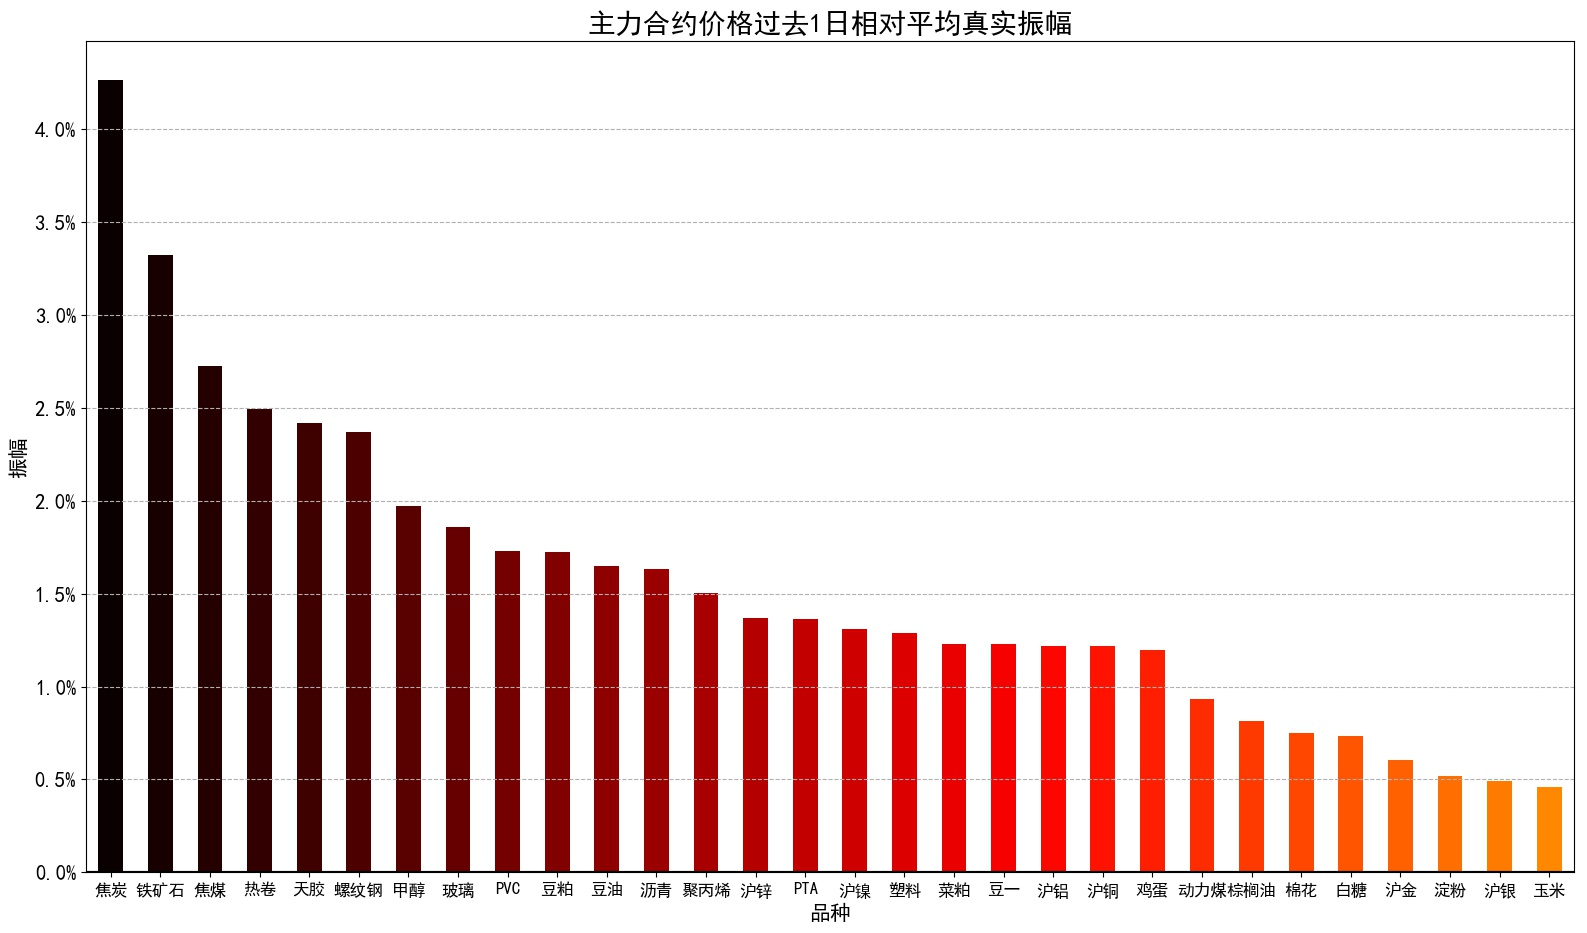 主力合约价格过去1日相对平均真实振幅
振幅
4.0%
3.5%
3.0%
2.5%
2.0%
1.5%
1.0%
0.5%
0.0%
焦炭 铁矿石 焦煤 热卷 天胶 螺纹钢 甲醇 玻璃 PVC 豆粕 豆油 沥青 聚丙烯 沪锌 PTA 沪镍 塑料 菜粕 豆一 沪铝 沪铜 鸡蛋 动力煤 棕榈油 棉花 白糖 沪金 淀粉 沪银 玉米
品种